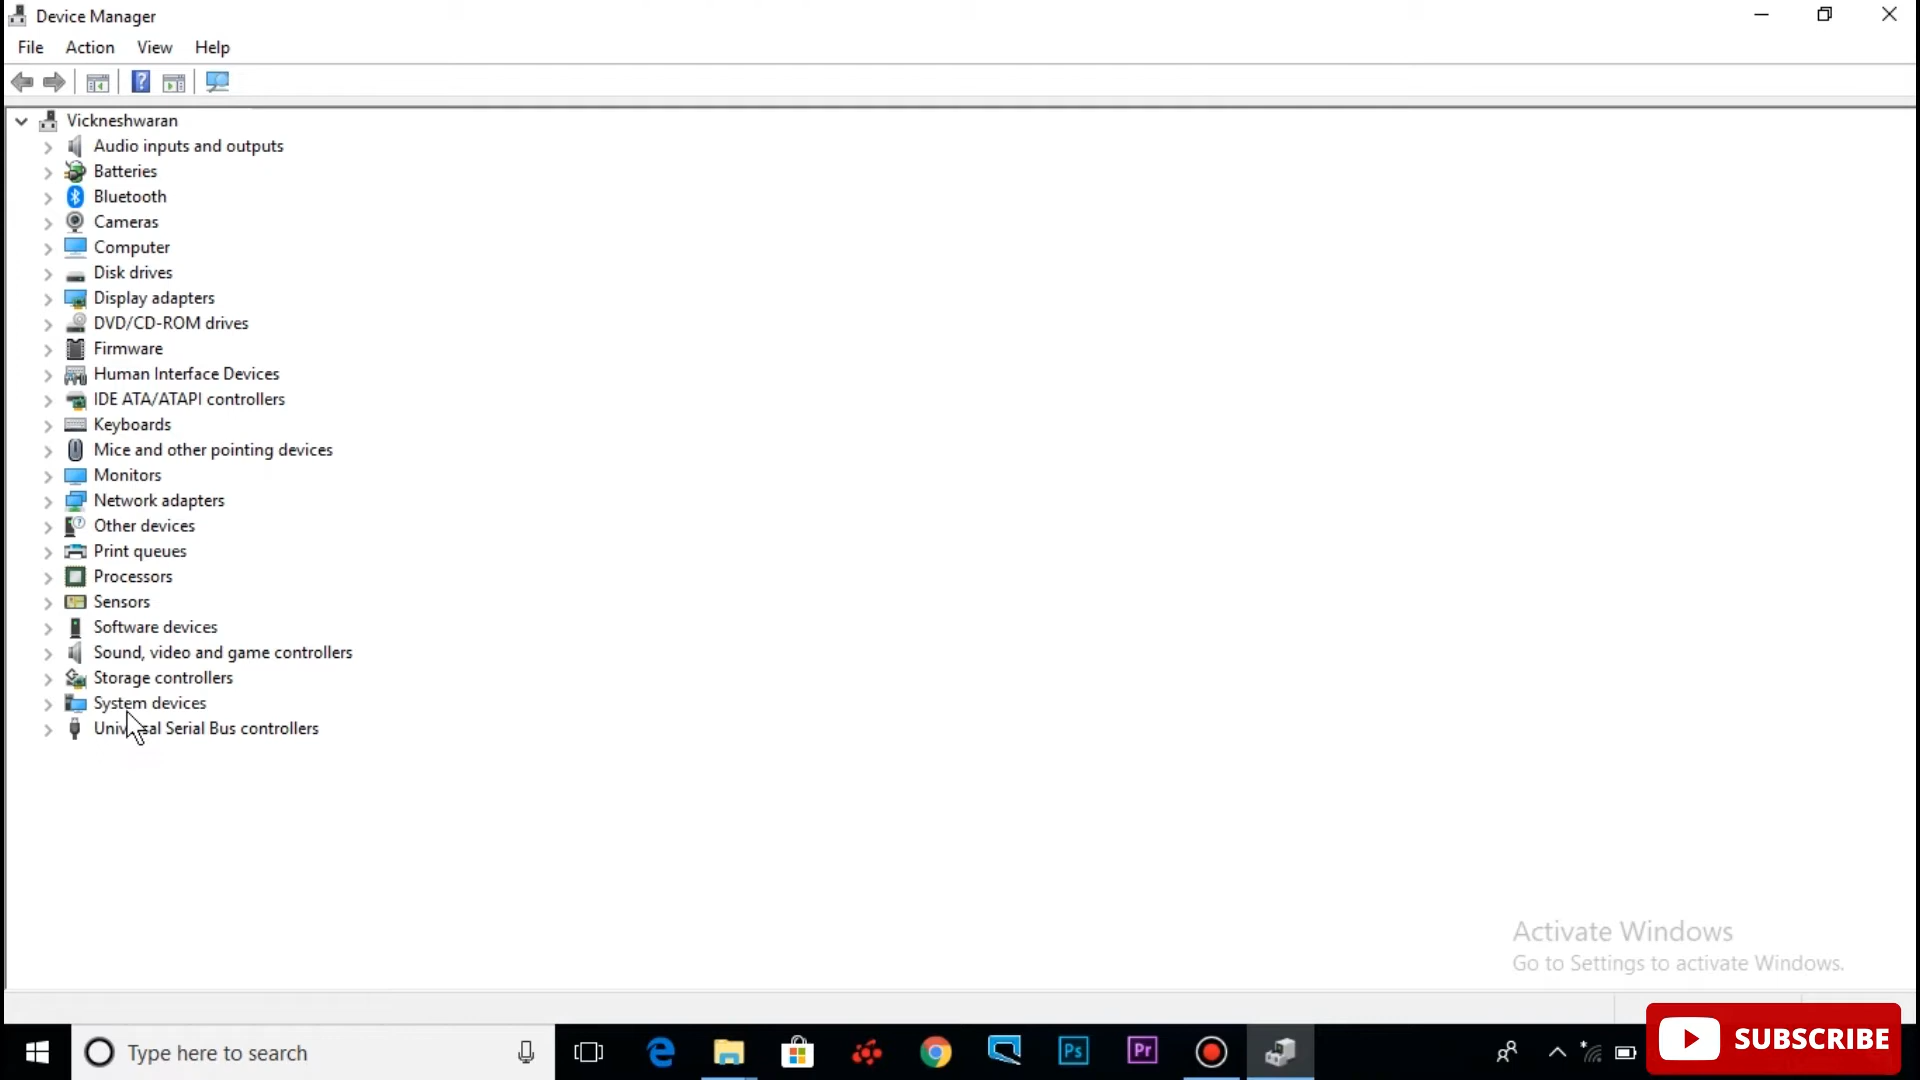 Device Manager
File Action View Help
Vickneshwaran
Audio inputs and outputs
Batteries
Bluetooth
Cameras
Computer
Disk drives
Display adapters
DVD/CD-ROM drives
Firmware
Human Interface Devices
IDE ATA/ATAPI controllers
Keyboards
Mice and other pointing devices
Monitors
Network adapters
Other devices
Print queues
Processors
Sensors
Software devices
Sound, video and game controllers
Storage controllers
System devices
Universal Serial Bus controllers
Activate Windows
Go to Settings to activate Windows.
Type here to search
Ps
Pr
SUBSCRIBE